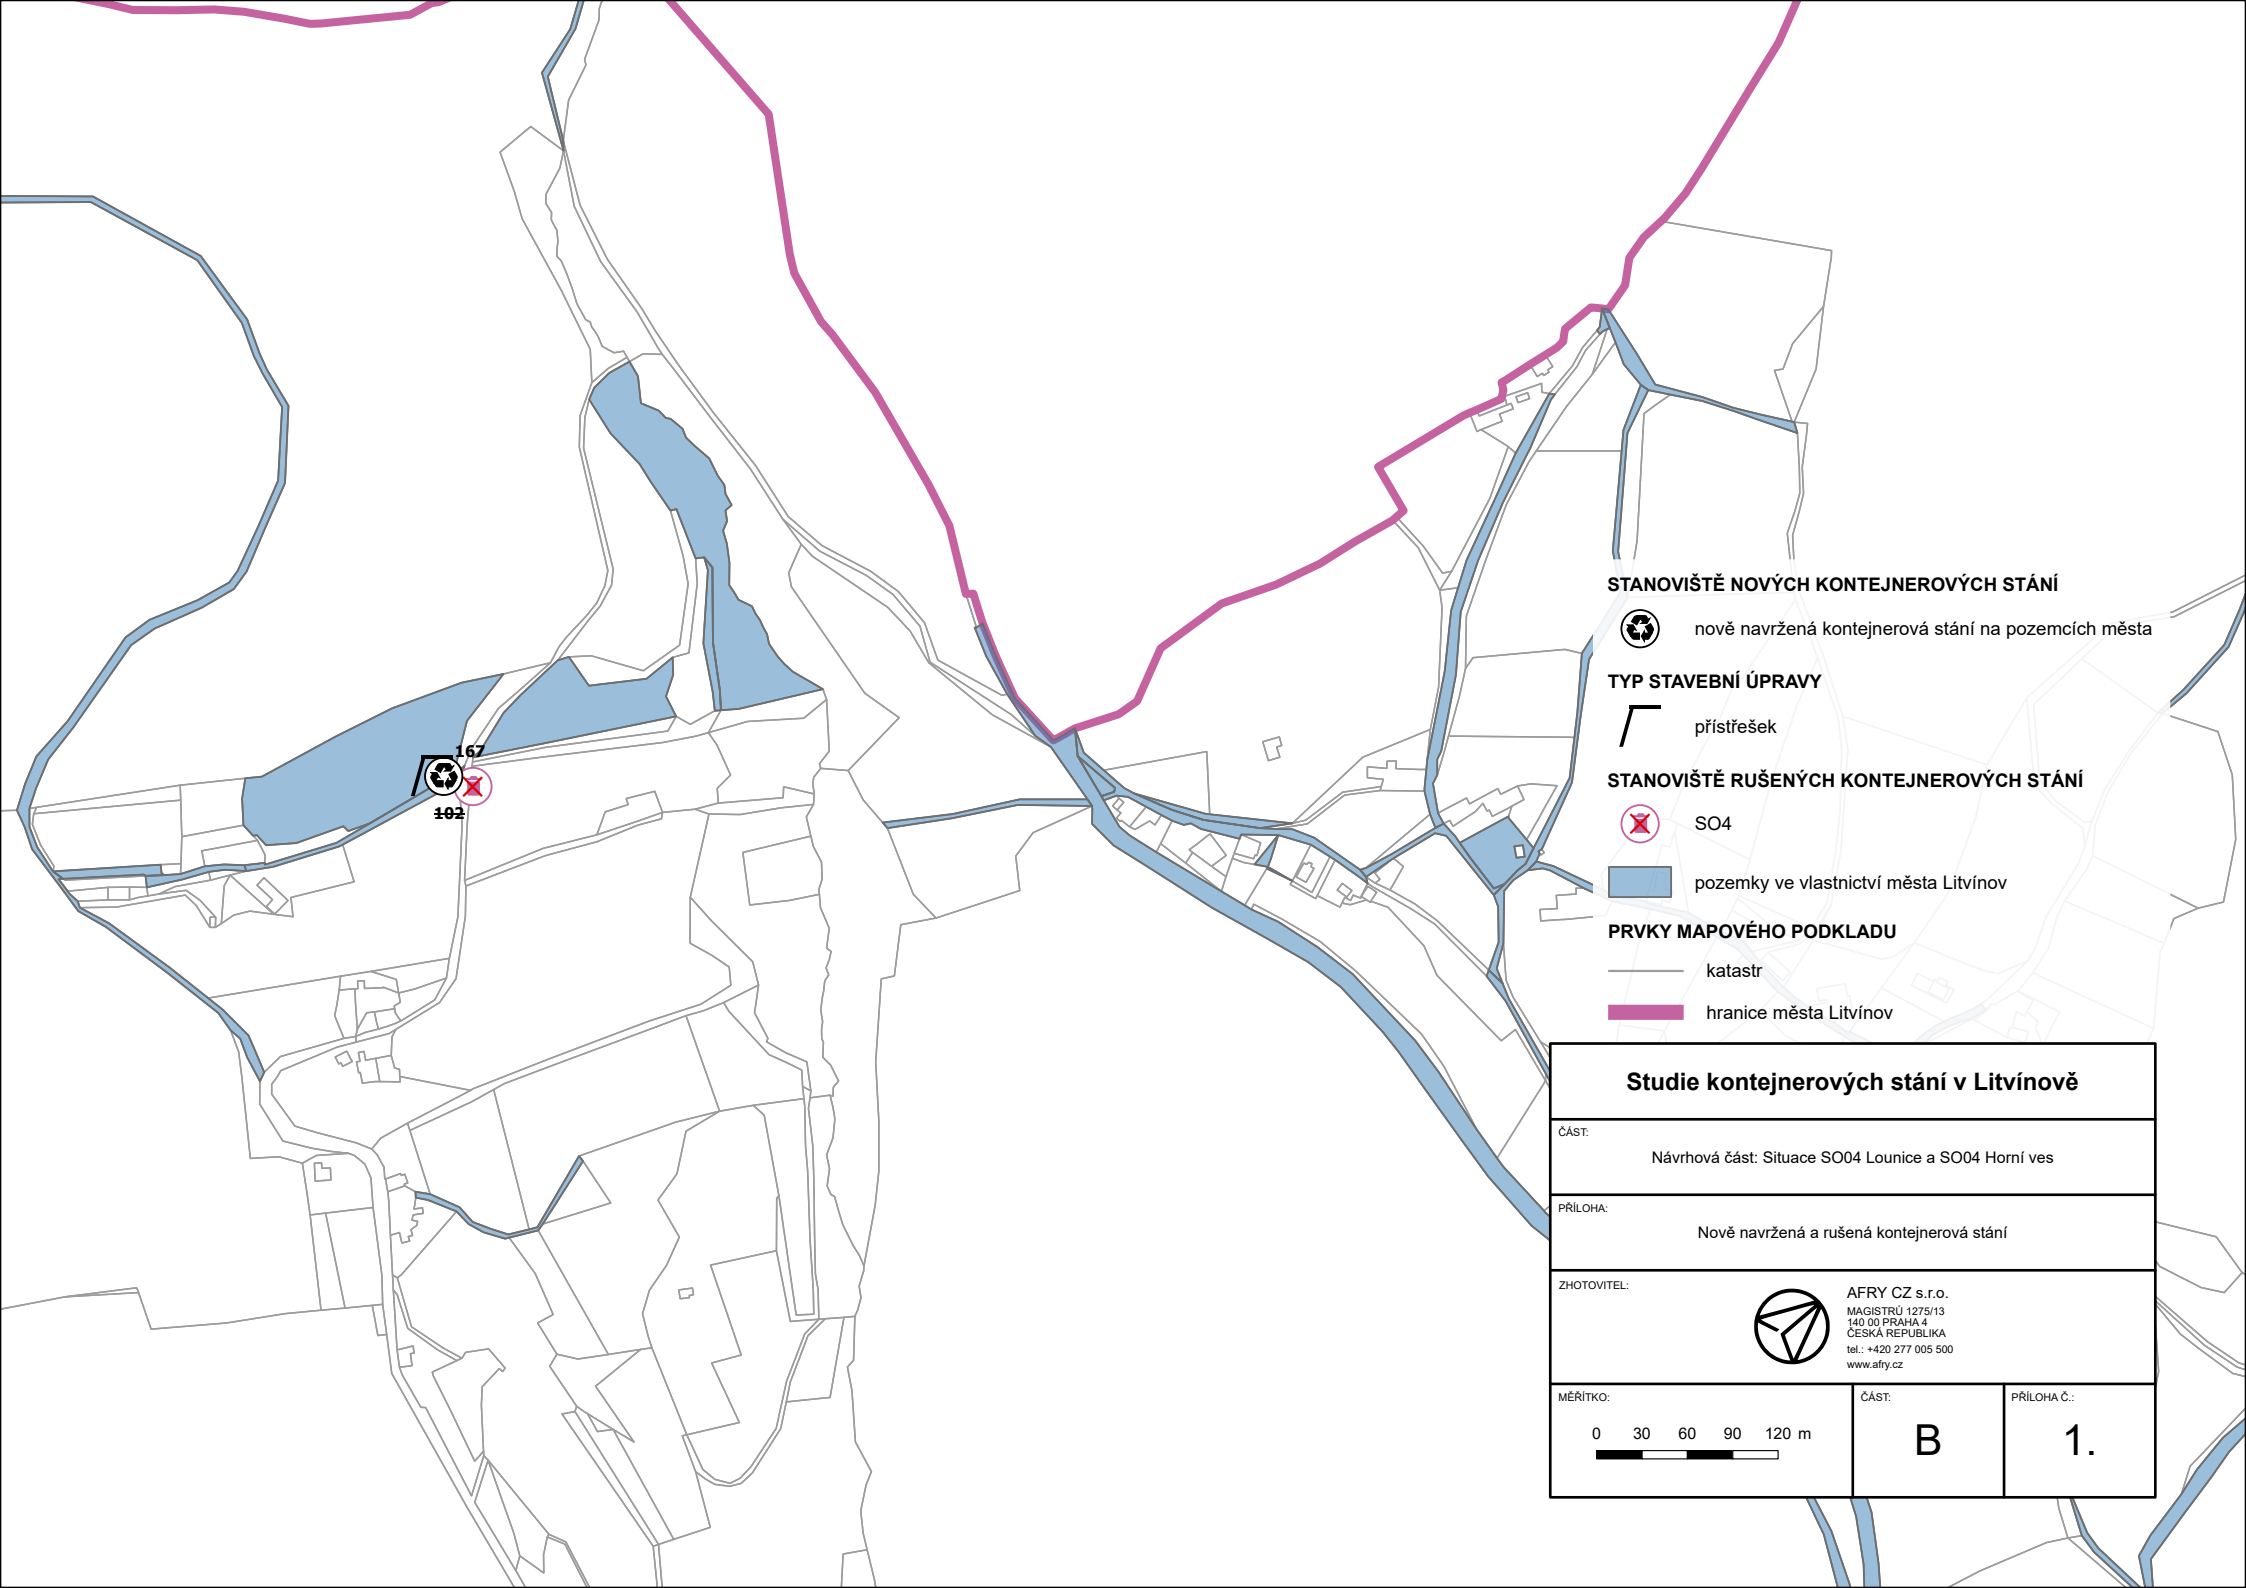 167
102
STANOVIŠTĚ NOVÝCH KONTEJNEROVÝCH STÁNÍ
nově navržená kontejnerová stání na pozemcích města
TYP STAVEBNÍ ÚPRAVY
přístřešek
STANOVIŠTĚ RUŠENÝCH KONTEJNEROVÝCH STÁNÍ
SO4
pozemky ve vlastnictví města Litvínov
PRVKY MAPOVÉHO PODKLADU
katastr
hranice města Litvínov
Studie kontejnerových stání v Litvínově
ČÁST:
Návrhová část: Situace SO04 Lounice a SO04 Horní ves
PŘÍLOHA:
Nově navržená a rušená kontejnerová stání
ZHOTOVITEL:
AFRY CZ s.r.o.
MAGISTRŮ 1275/13
140 00 PRAHA 4
ČESKÁ REPUBLIKA
tel.: +420 277 005 500
www.afry.cz
MĚŘÍTKO:
0 30 60 90 120 m
ČÁST:
B
PŘÍLOHA Č.:
1.